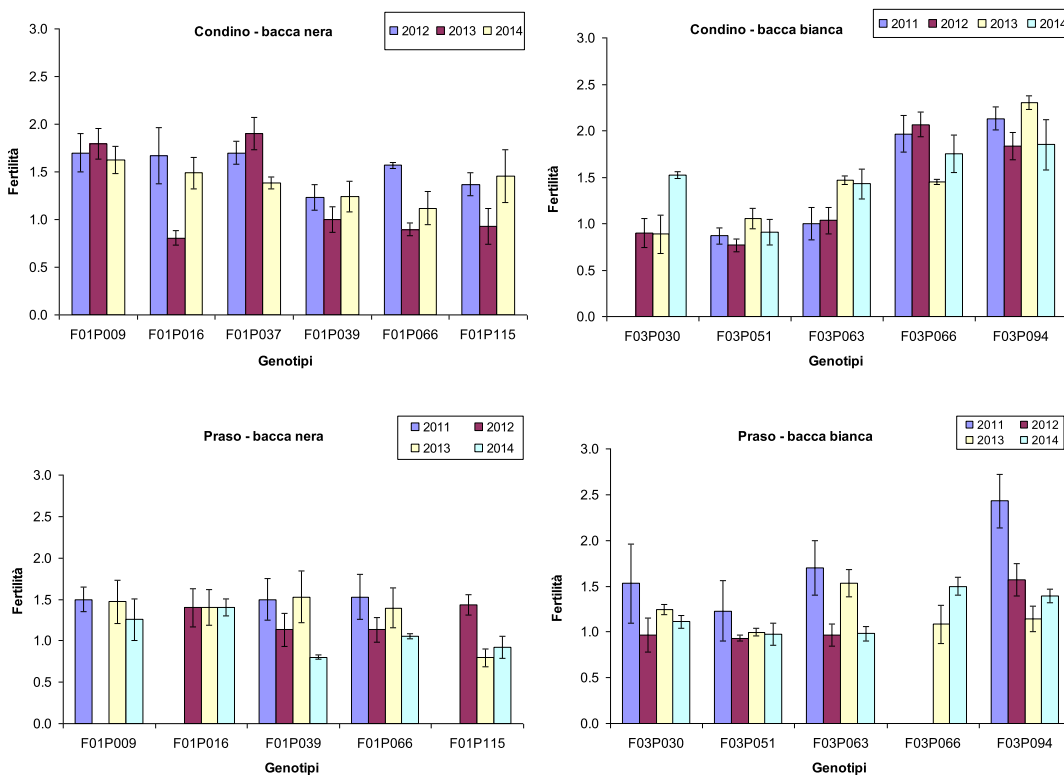 Condino - bacca nera
2012 2013 2014
3.0
2.5
2.0
1.5
1.0
0.5
0.0
Fertilità
F01P009 F01P016 F01P037 F01P039 F01P066 F01P115
Genotipi
Condino - bacca bianca
2011 2012 2013 2014
3.0
2.5
2.0
1.5
1.0
0.5
0.0
Fertilità
F03P030 F03P051 F03P063 F03P066 F03P094
Genotipi
Praso - bacca nera
2011 2012
2013 2014
3.0
2.5
2.0
1.5
1.0
0.5
0.0
Fertilità
F01P009 F01P016 F01P039 F01P066 F01P115
Genotipi
Praso - bacca bianca
2011 2012
2013 2014
3.0
2.5
2.0
1.5
1.0
0.5
0.0
Fertilità
F03P030 F03P051 F03P063 F03P066 F03P094
Genotipi